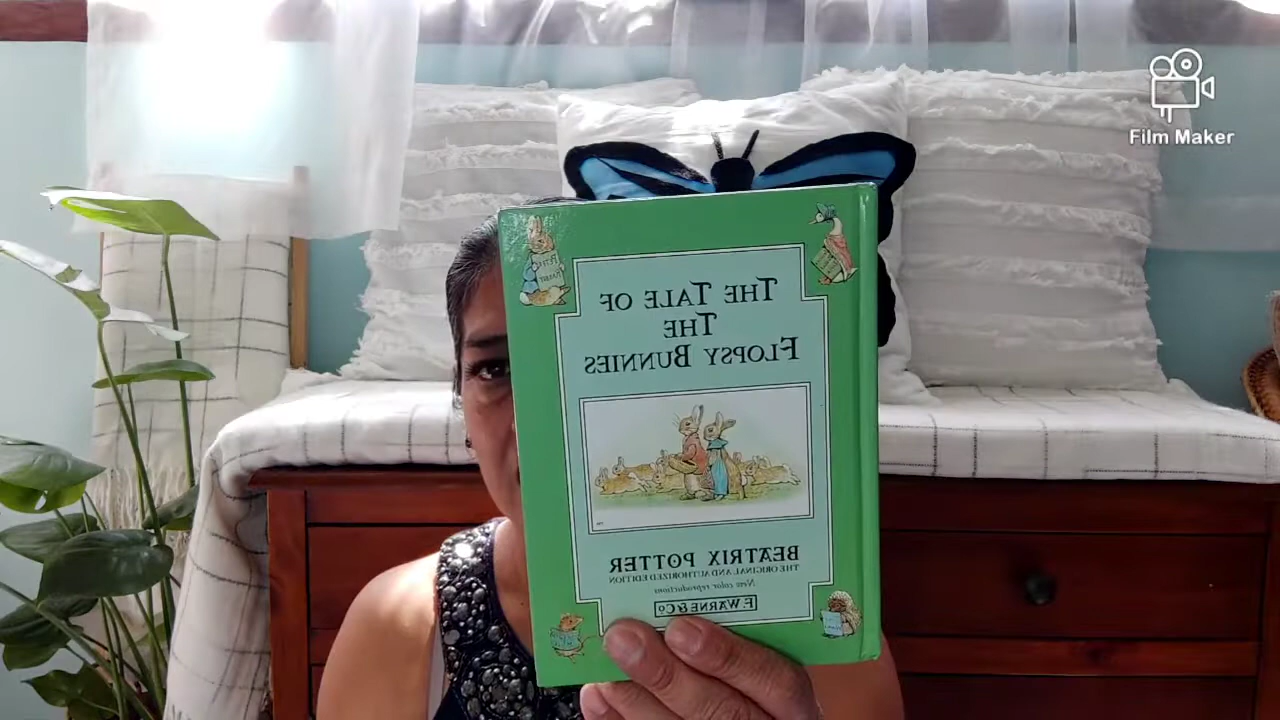 Film Maker
THE TALE OF
THE
FLOPSY BUNNIES
BEATRIX POTTER
THE ORIGINAL AND AUTHORIZED EDITION
New color reproductions
F. WARNE & Cº